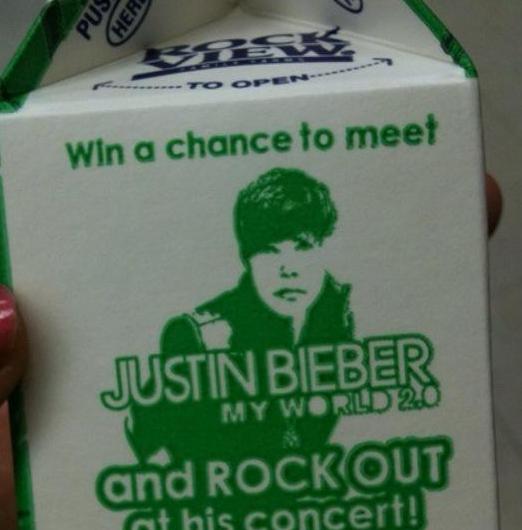 PUS
HERE
ROCK
VIEW.
TO OPEN
Win a chance to meet
JUSTIN BIEBER
MY WORLD 2.0
and ROCK OUT
at his concert!